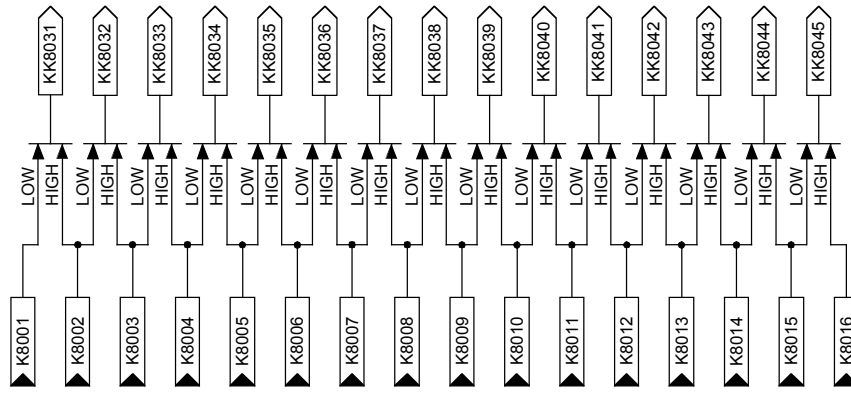 KK8031
KK8032
KK8033
KK8034
KK8035
KK8036
KK8037
KK8038
KK8039
KK8040
KK8041
KK8042
KK8043
KK8044
KK8045
LOW
HIGH
LOW
HIGH
LOW
HIGH
LOW
HIGH
LOW
HIGH
LOW
HIGH
LOW
HIGH
LOW
HIGH
LOW
HIGH
LOW
HIGH
LOW
HIGH
LOW
HIGH
LOW
HIGH
LOW
HIGH
LOW
HIGH
K8001
K8002
K8003
K8004
K8005
K8006
K8007
K8008
K8009
K8010
K8011
K8012
K8013
K8014
K8015
K8016